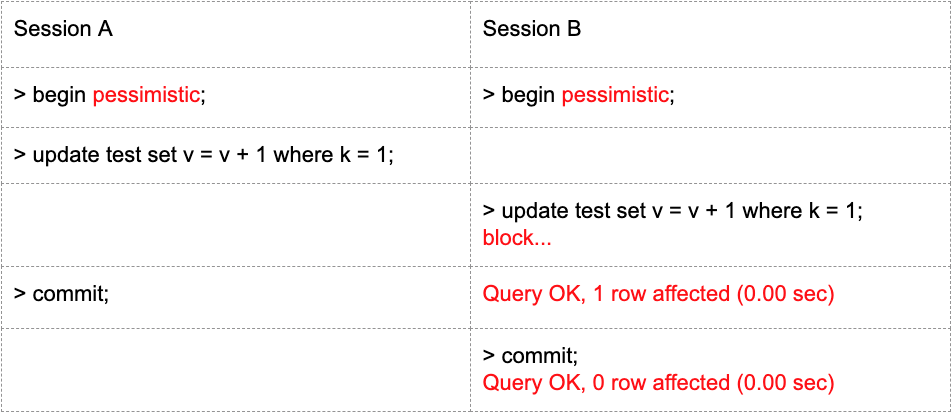 Session A
Session B
> begin pessimistic;
> begin pessimistic;
> update test set v = v + 1 where k = 1;
> update test set v = v + 1 where k = 1;
block...
> commit;
Query OK, 1 row affected (0.00 sec)
> commit;
Query OK, 0 row affected (0.00 sec)